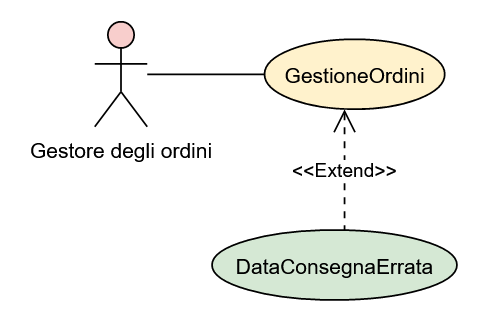 GestioneOrdini
Gestore degli ordini
<<Extend>>
DataConsegnaErrata